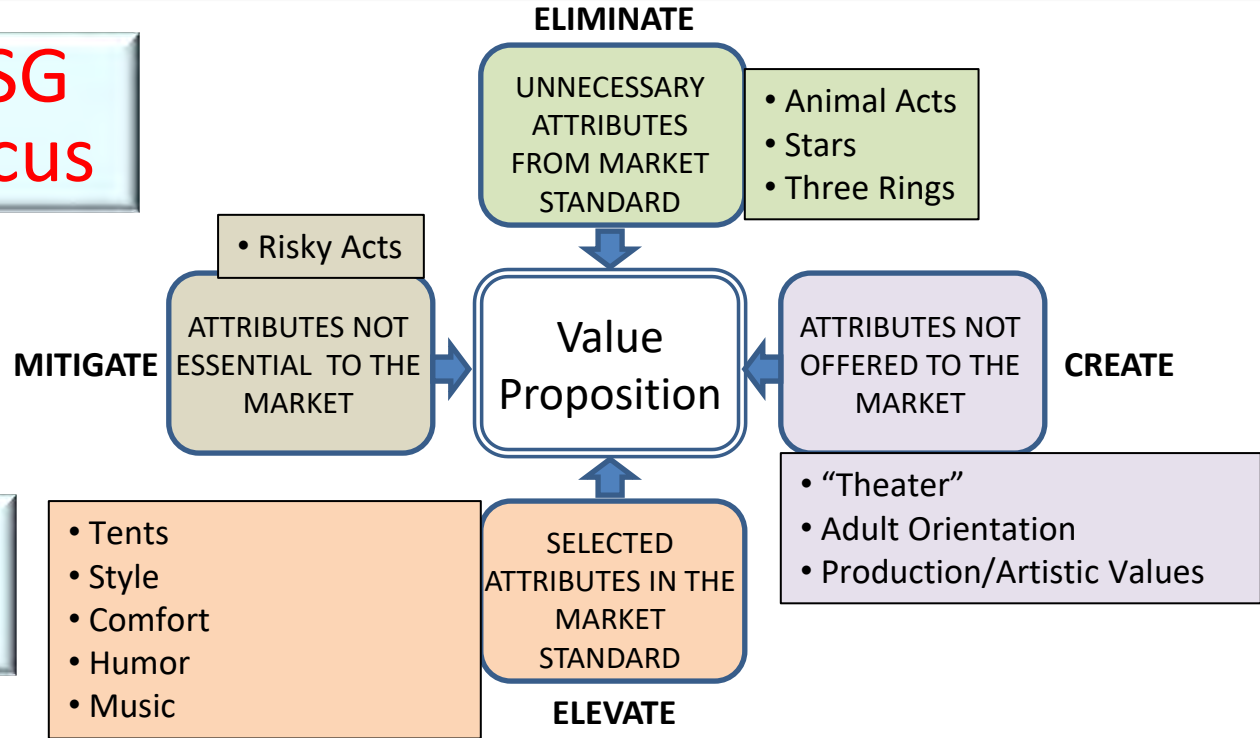 ELIMINATE
SG
cus
UNNECESSARY
ATTRIBUTES
FROM MARKET
STANDARD
• Animal Acts
• Stars
• Three Rings
• Risky Acts
MITIGATE
ATTRIBUTES NOT
ESSENTIAL TO THE
MARKET
Value
Proposition
ATTRIBUTES NOT
OFFERED TO THE
MARKET
CREATE
• “Theater”
• Adult Orientation
• Production/Artistic Values
• Tents
• Style
• Comfort
• Humor
• Music
SELECTED
ATTRIBUTES IN THE
MARKET
STANDARD
ELEVATE